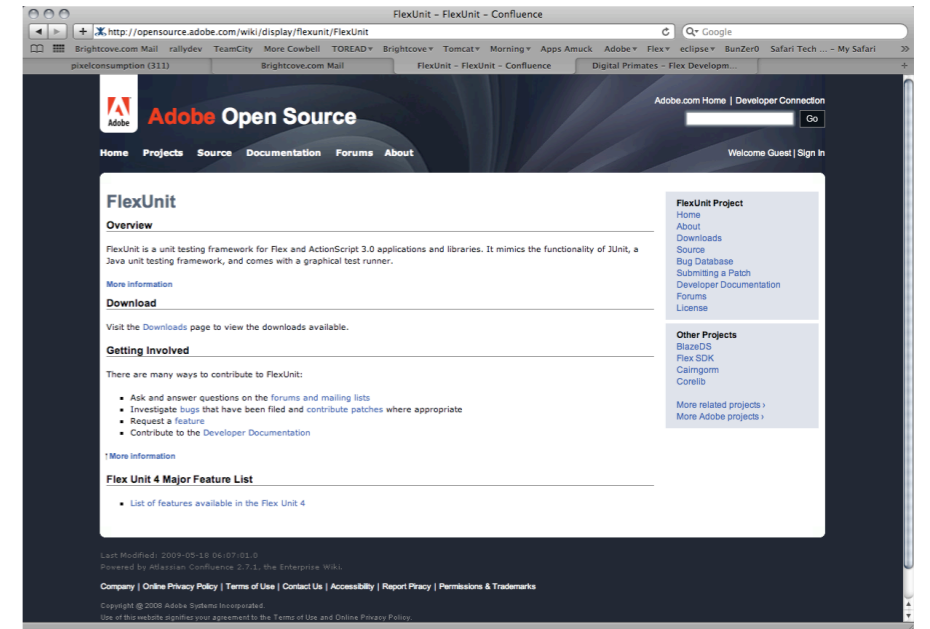 FlexUnit – FlexUnit – Confluence
http://opensource.adobe.com/wiki/display/flexunit/FlexUnit
Google
Brightcove.com Mail rallydev TeamCity More Cowbell TOREAD Brightcove Tomcat Morning Apps Amuck Adobe Flex eclipse BunZer0 Safari Tech ... – My Safari
pixelconsumption (311) Brightcove.com Mail FlexUnit – FlexUnit – Confluence Digital Primates – Flex Developm...
Adobe
Adobe Open Source
Adobe.com Home | Developer Connection
Go
Home Projects Source Documentation Forums About
Welcome Guest | Sign In
FlexUnit
Overview
FlexUnit is a unit testing framework for Flex and ActionScript 3.0 applications and libraries. It mimics the functionality of JUnit, a
Java unit testing framework, and comes with a graphical test runner.
More information
Download
Visit the Downloads page to view the downloads available.
Getting Involved
There are many ways to contribute to FlexUnit:
Ask and answer questions on the forums and mailing lists
Investigate bugs that have been filed and contribute patches where appropriate
Request a feature
Contribute to the Developer Documentation
↑More information
Flex Unit 4 Major Feature List
List of features available in the Flex Unit 4
FlexUnit Project
Home
About
Downloads
Source
Bug Database
Submitting a Patch
Developer Documentation
Forums
License
Other Projects
BlazeDS
Flex SDK
Cairngorm
Corelib
More related projects ›
More Adobe projects ›
Last Modified: 2009-05-18 06:07:01.0
Powered by Atlassian Confluence 2.7.1, the Enterprise Wiki.
Company | Online Privacy Policy | Terms of Use | Contact Us | Accessibility | Report Piracy | Permissions & Trademarks
Copyright @ 2008 Adobe Systems Incorporated.
Use of this website signifies your agreement to the Terms of Use and Online Privacy Policy.